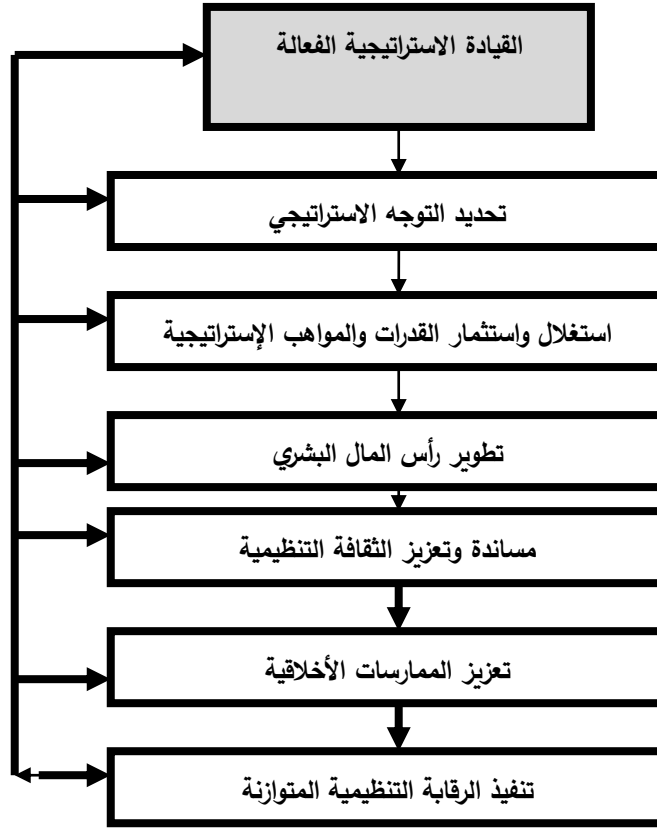 القيادة الاستراتيجية الفعالة
تحديد التوجه الاستراتيجي
استغلال واستثمار القدرات والمواهب الإستراتيجية
تطوير رأس المال البشري
مساندة وتعزيز الثقافة التنظيمية
تعزيز الممارسات الأخلاقية
تنفيذ الرقابة التنظيمية المتوازنة